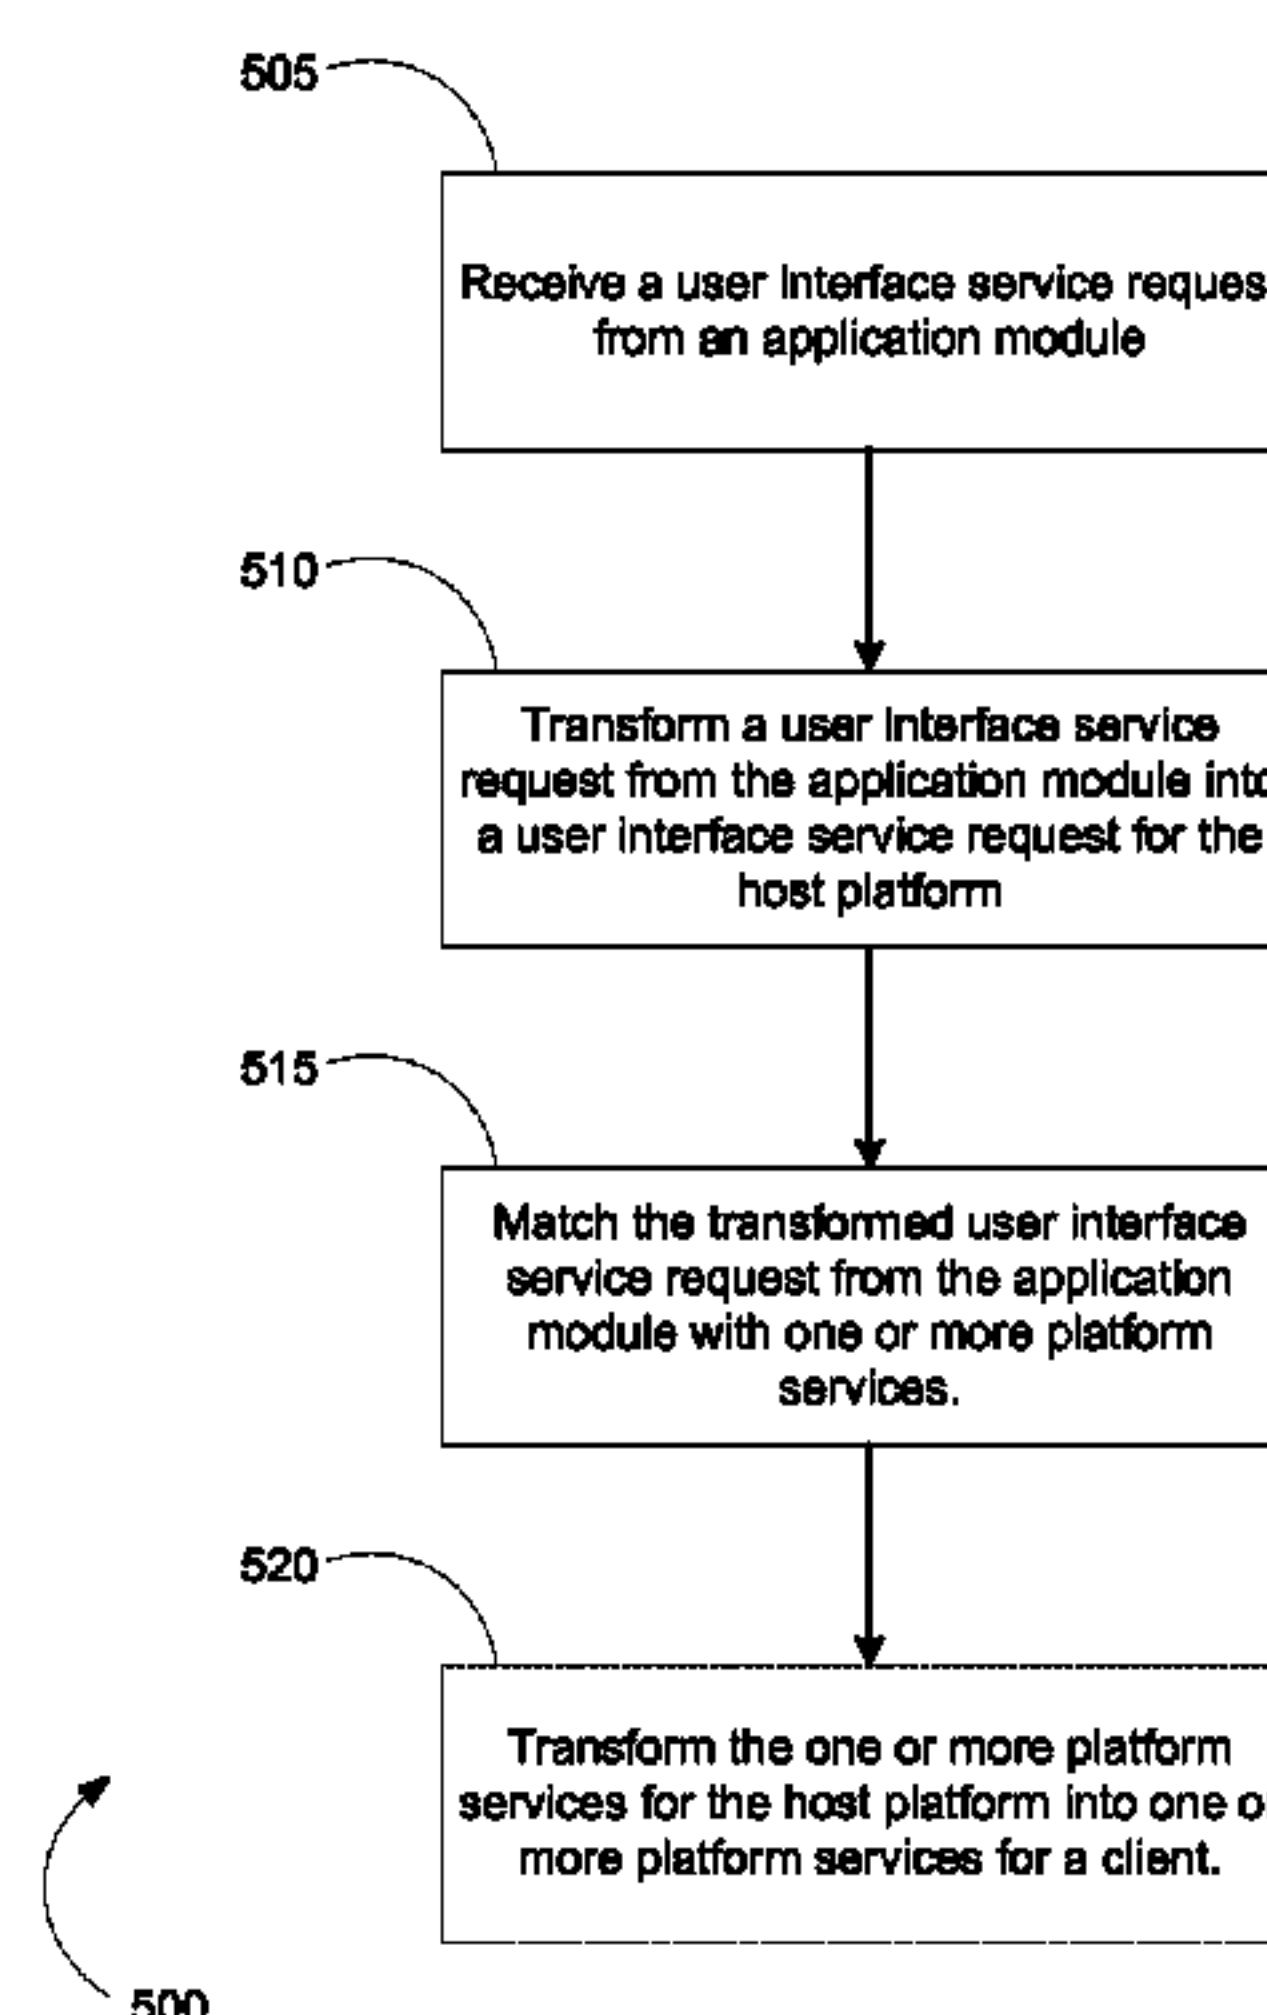 505
Receive a user interface service reques
from an application module
510
Transform a user interface service
request from the application module into
a user interface service request for the
host platform
515
Match the transformed user interface
service request from the application
module with one or more platform
services.
520
Transform the one or more platform
services for the host platform into one or
more platform services for a client.
500